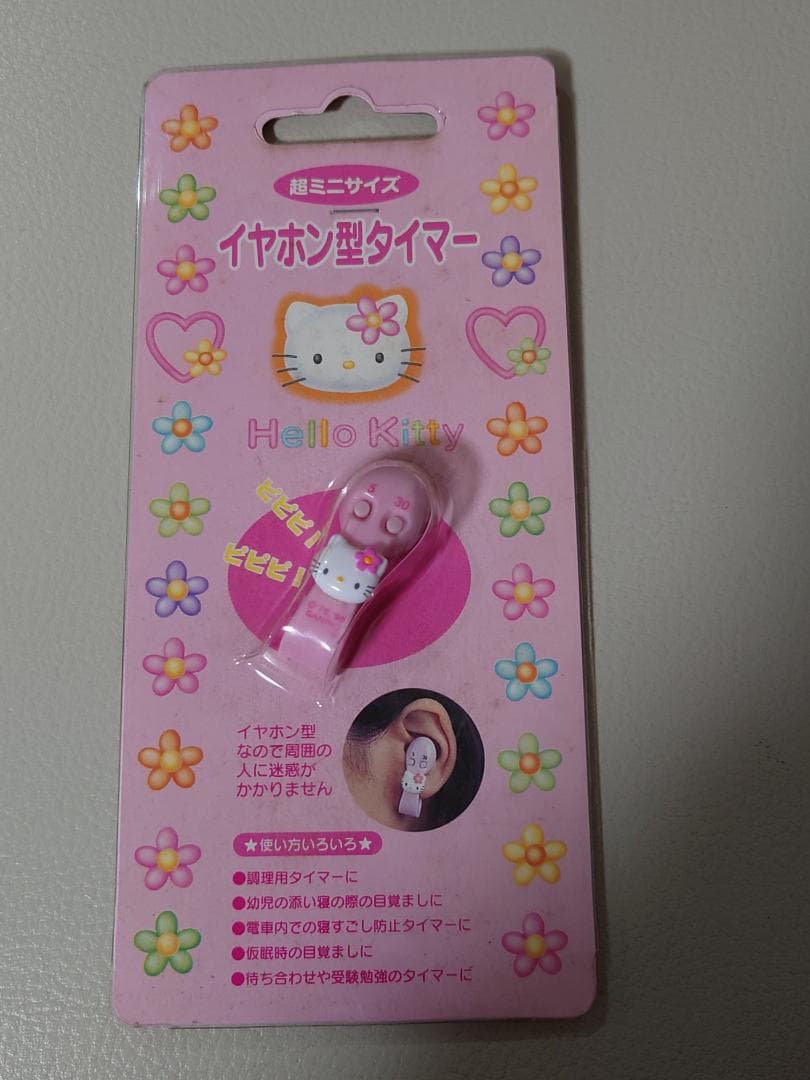 超ミニサイズ
イヤホン型タイマー
Hello Kitty
ピピピピ!
ピピピピ!
5 30
イヤホン型
なので周囲の
人に迷惑が
かかりません
★使い方いろいろ★
●調理用タイマーに
●幼児の添い寝の際の目覚ましに
●電車内での寝すごし防止タイマーに
●仮眠時の目覚ましに
●待ち合わせや受験勉強のタイマーに